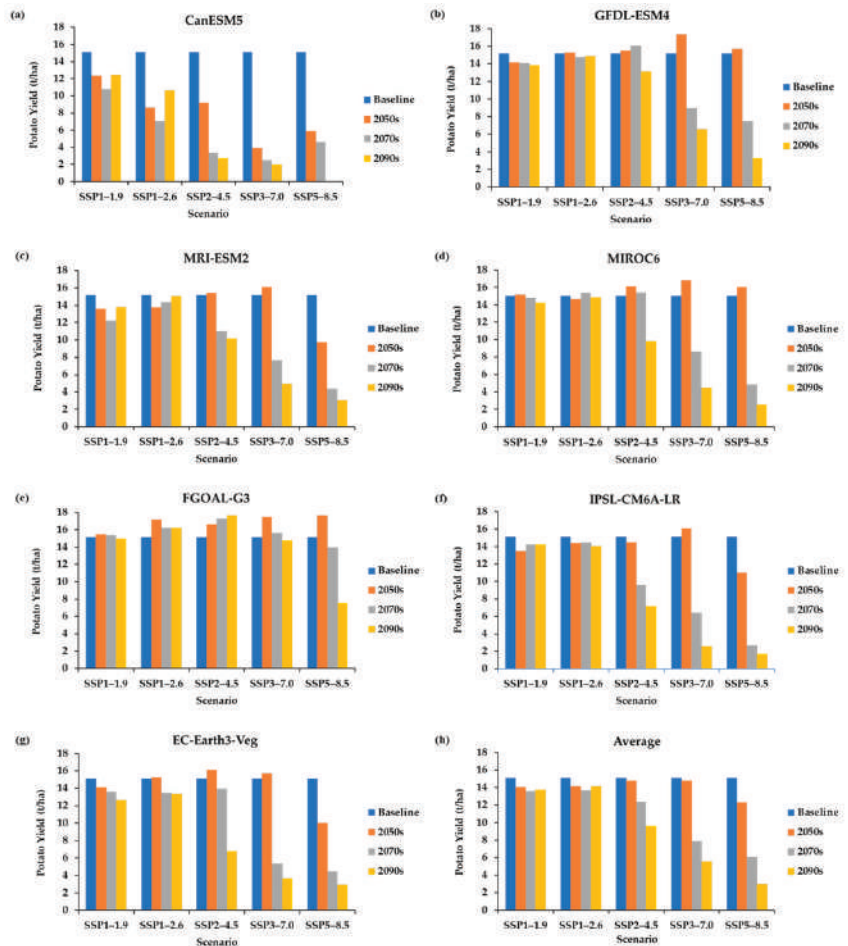 (a)
CanESM5
Potato Yield (t/ha)
18
16
14
12
10
8
6
4
2
0
SSP1–1.9 SSP1–2.6 SSP2–4.5 SSP3–7.0 SSP5–8.5
Scenario
Baseline
2050s
2070s
2090s
(b)
GFDL-ESM4
Potato Yield (t/ha)
18
16
14
12
10
8
6
4
2
0
SSP1–1.9 SSP1–2.6 SSP2–4.5 SSP3–7.0 SSP5–8.5
Scenario
Baseline
2050s
2070s
2090s
(c)
MRI-ESM2
Potato Yield (t/ha)
18
16
14
12
10
8
6
4
2
0
SSP1–1.9 SSP1–2.6 SSP2–4.5 SSP3–7.0 SSP5–8.5
Scenario
Baseline
2050s
2070s
2090s
(d)
MIROC6
Potato Yield (t/ha)
18
16
14
12
10
8
6
4
2
0
SSP1–1.9 SSP1–2.6 SSP2–4.5 SSP3–7.0 SSP5–8.5
Scenario
Baseline
2050s
2070s
2090s
(e)
FGOAL-G3
Potato Yield (t/ha)
18
16
14
12
10
8
6
4
2
0
SSP1–1.9 SSP1–2.6 SSP2–4.5 SSP3–7.0 SSP5–8.5
Scenario
Baseline
2050s
2070s
2090s
(f)
IPSL-CM6A-LR
Potato Yield (t/ha)
18
16
14
12
10
8
6
4
2
0
SSP1–1.9 SSP1–2.6 SSP2–4.5 SSP3–7.0 SSP5–8.5
Scenario
Baseline
2050s
2070s
2090s
(g)
EC-Earth3-Veg
Potato Yield (t/ha)
18
16
14
12
10
8
6
4
2
0
SSP1–1.9 SSP1–2.6 SSP2–4.5 SSP3–7.0 SSP5–8.5
Scenario
Baseline
2050s
2070s
2090s
(h)
Average
Potato Yield (t/ha)
18
16
14
12
10
8
6
4
2
0
SSP1–1.9 SSP1–2.6 SSP2–4.5 SSP3–7.0 SSP5–8.5
Scenario
Baseline
2050s
2070s
2090s